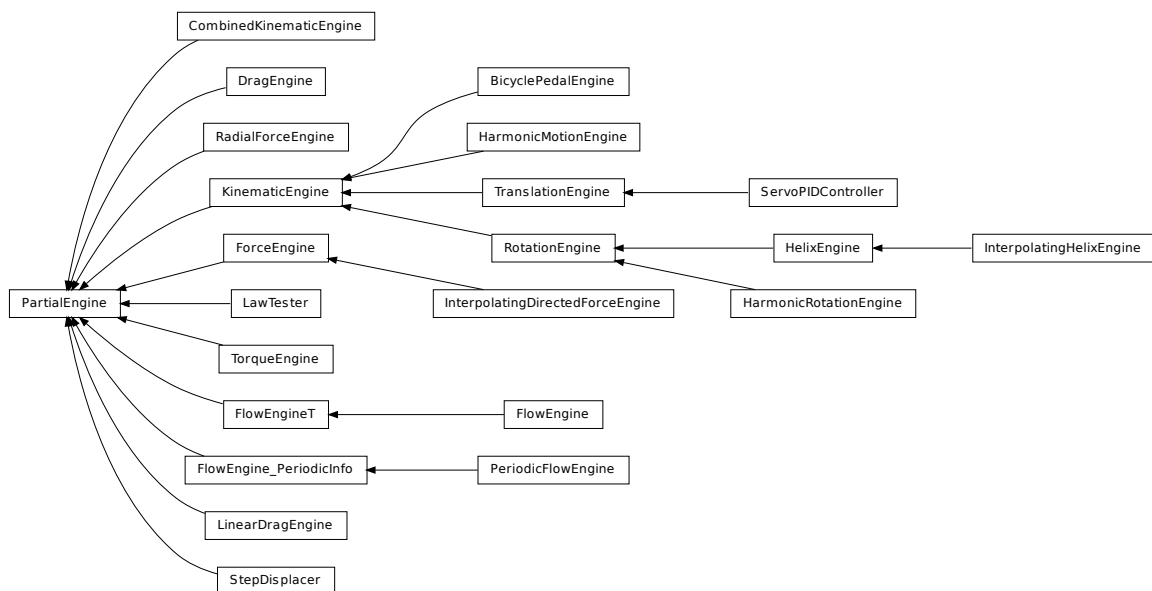 CombinedKinematicEngine
DragEngine
BicyclePedalEngine
RadialForceEngine
HarmonicMotionEngine
KinematicEngine
TranslationEngine
ServoPIDController
ForceEngine
RotationEngine
HelixEngine
InterpolatingHelixEngine
PartialEngine
LawTester
InterpolatingDirectedForceEngine
HarmonicRotationEngine
TorqueEngine
FlowEngineT
FlowEngine
FlowEngine_PeriodicInfo
PeriodicFlowEngine
LinearDragEngine
StepDisplacer